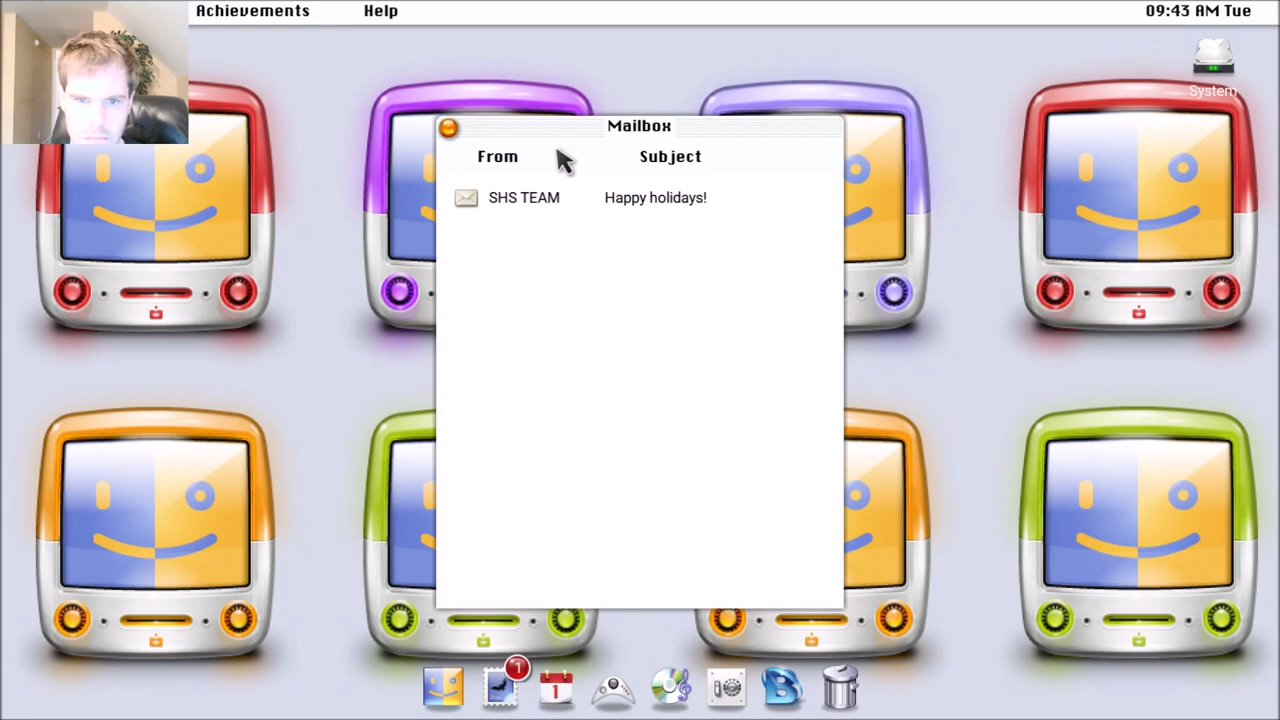 Achievements Help 09:43 AM Tue
System
Mailbox
From Subject
SHS TEAM Happy holidays!
1
1
B